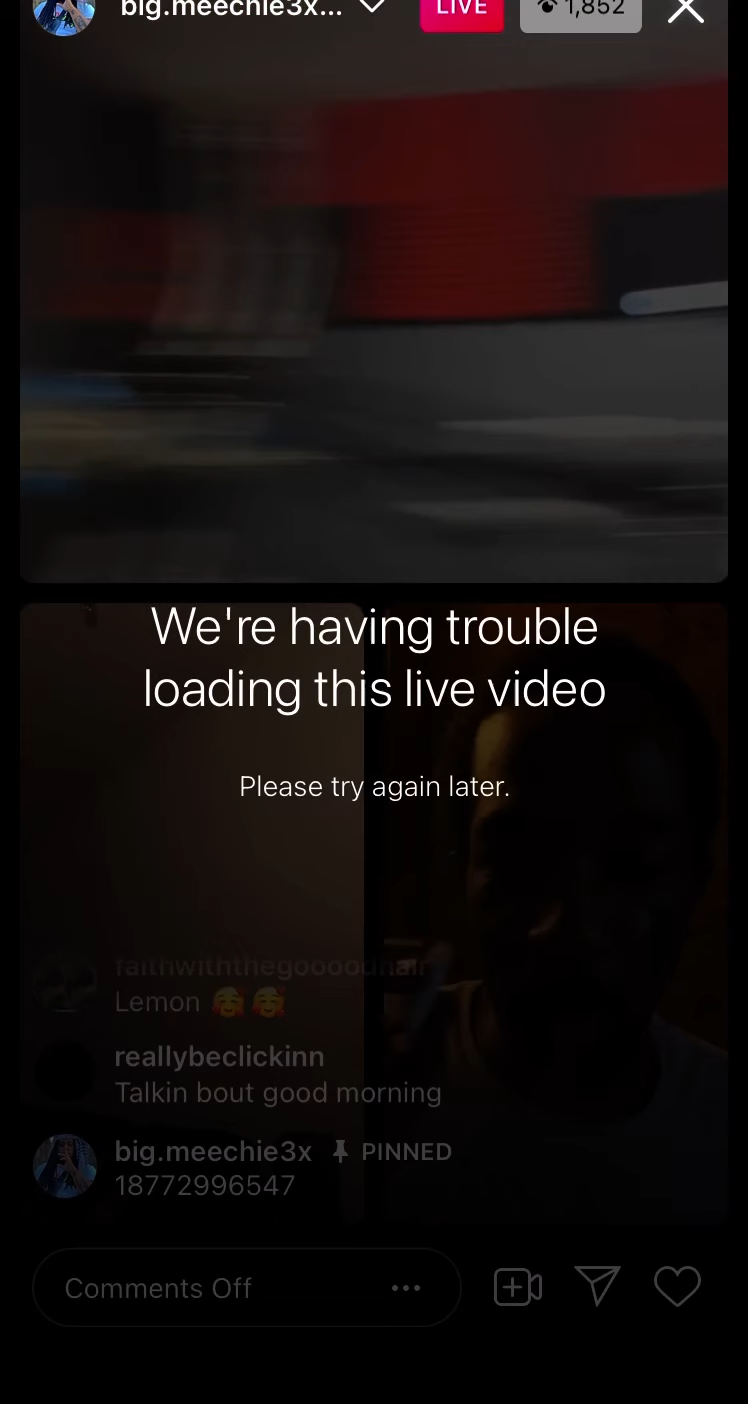 big.meechie3x...
LIVE
1,852
We're having trouble
loading this live video
Please try again later.
faithwiththegoooodhair
Lemon 🥰 🥰
reallybeclickinn
Talkin bout good morning
big.meechie3x PINNED
18772996547
Comments Off